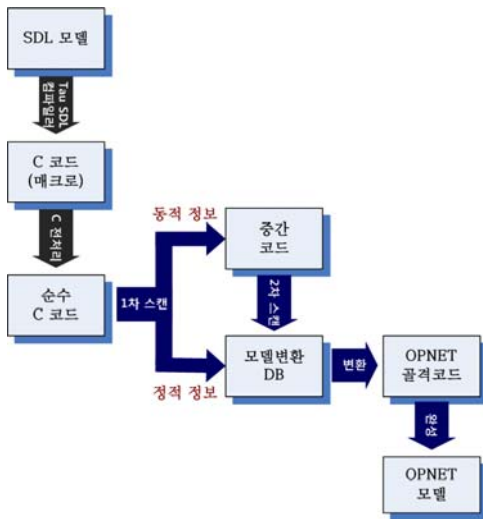 SDL 모델
Tau SDL
컴파일러
C 코드
(매크로)
C 전처리
순수
C 코드
1차 스캔
동적 정보
정적 정보
중간
코드
2차 스캔
모델변환
DB
변환
OPNET
골격코드
완성
OPNET
모델